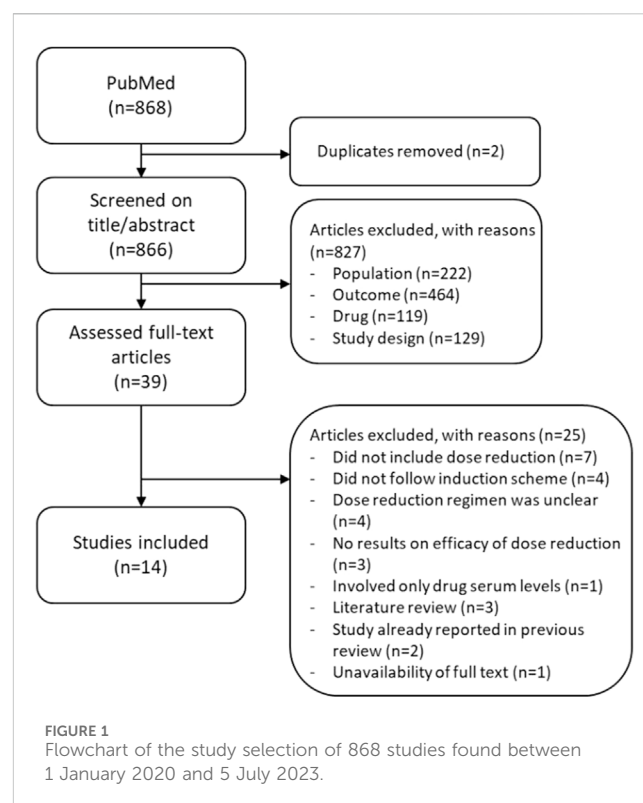 PubMed
(n=868)
Duplicates removed (n=2)
Screened on
title/abstract
(n=866)
Articles excluded, with reasons
(n=827)
- Population (n=222)
- Outcome (n=464)
- Drug (n=119)
- Study design (n=129)
Assessed full-text
articles
(n=39)
Articles excluded, with reasons (n=25)
- Did not include dose reduction (n=7)
- Did not follow induction scheme (n=4)
- Dose reduction regimen was unclear
(n=4)
- No results on efficacy of dose reduction
(n=3)
- Involved only drug serum levels (n=1)
- Literature review (n=3)
- Study already reported in previous
review (n=2)
- Unavailability of full text (n=1)
Studies included
(n=14)
FIGURE 1
Flowchart of the study selection of 868 studies found between
1 January 2020 and 5 July 2023.